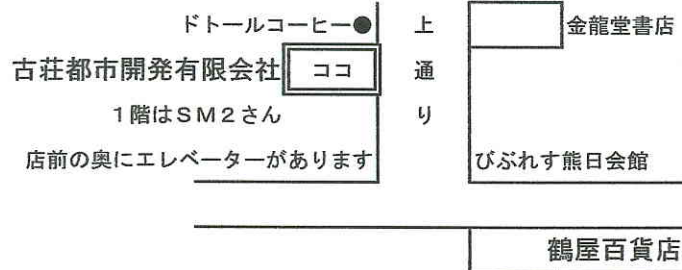 ドトールコーヒー●
上通り
金龍堂書店
古荘都市開発有限会社
ココ
1階はSM2さん
店前の奥にエレベーターがあります
びぷれす熊日会館
鶴屋百貨店